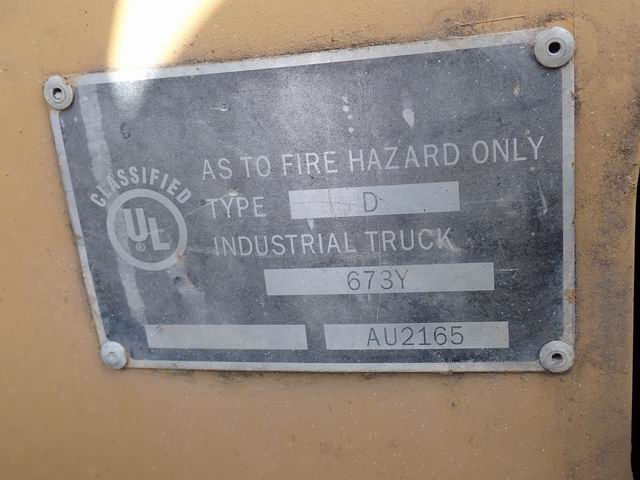 CLASSIFIED
UL®
AS TO FIRE HAZARD ONLY
TYPE D
INDUSTRIAL TRUCK
673Y
AU2165